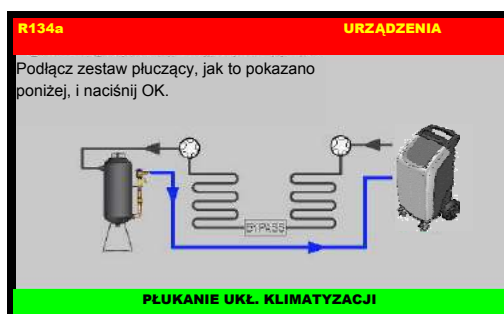 R134a URZĄDZENIA
Podłącz zestaw płuczący, jak to pokazano
poniżej, i naciśnij OK.
BYPASS
PŁUKANIE UKŁ. KLIMATYZACJI